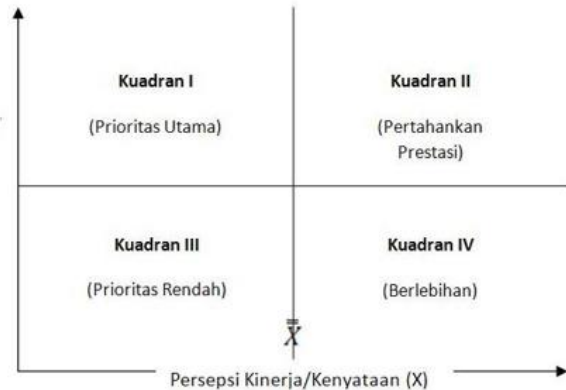 Kuadran I
(Prioritas Utama)
Kuadran II
(Pertahankan
Prestasi)
Kuadran III
(Prioritas Rendah)
Kuadran IV
(Berlebihan)
X̿
Persepsi Kinerja/Kenyataan (X)